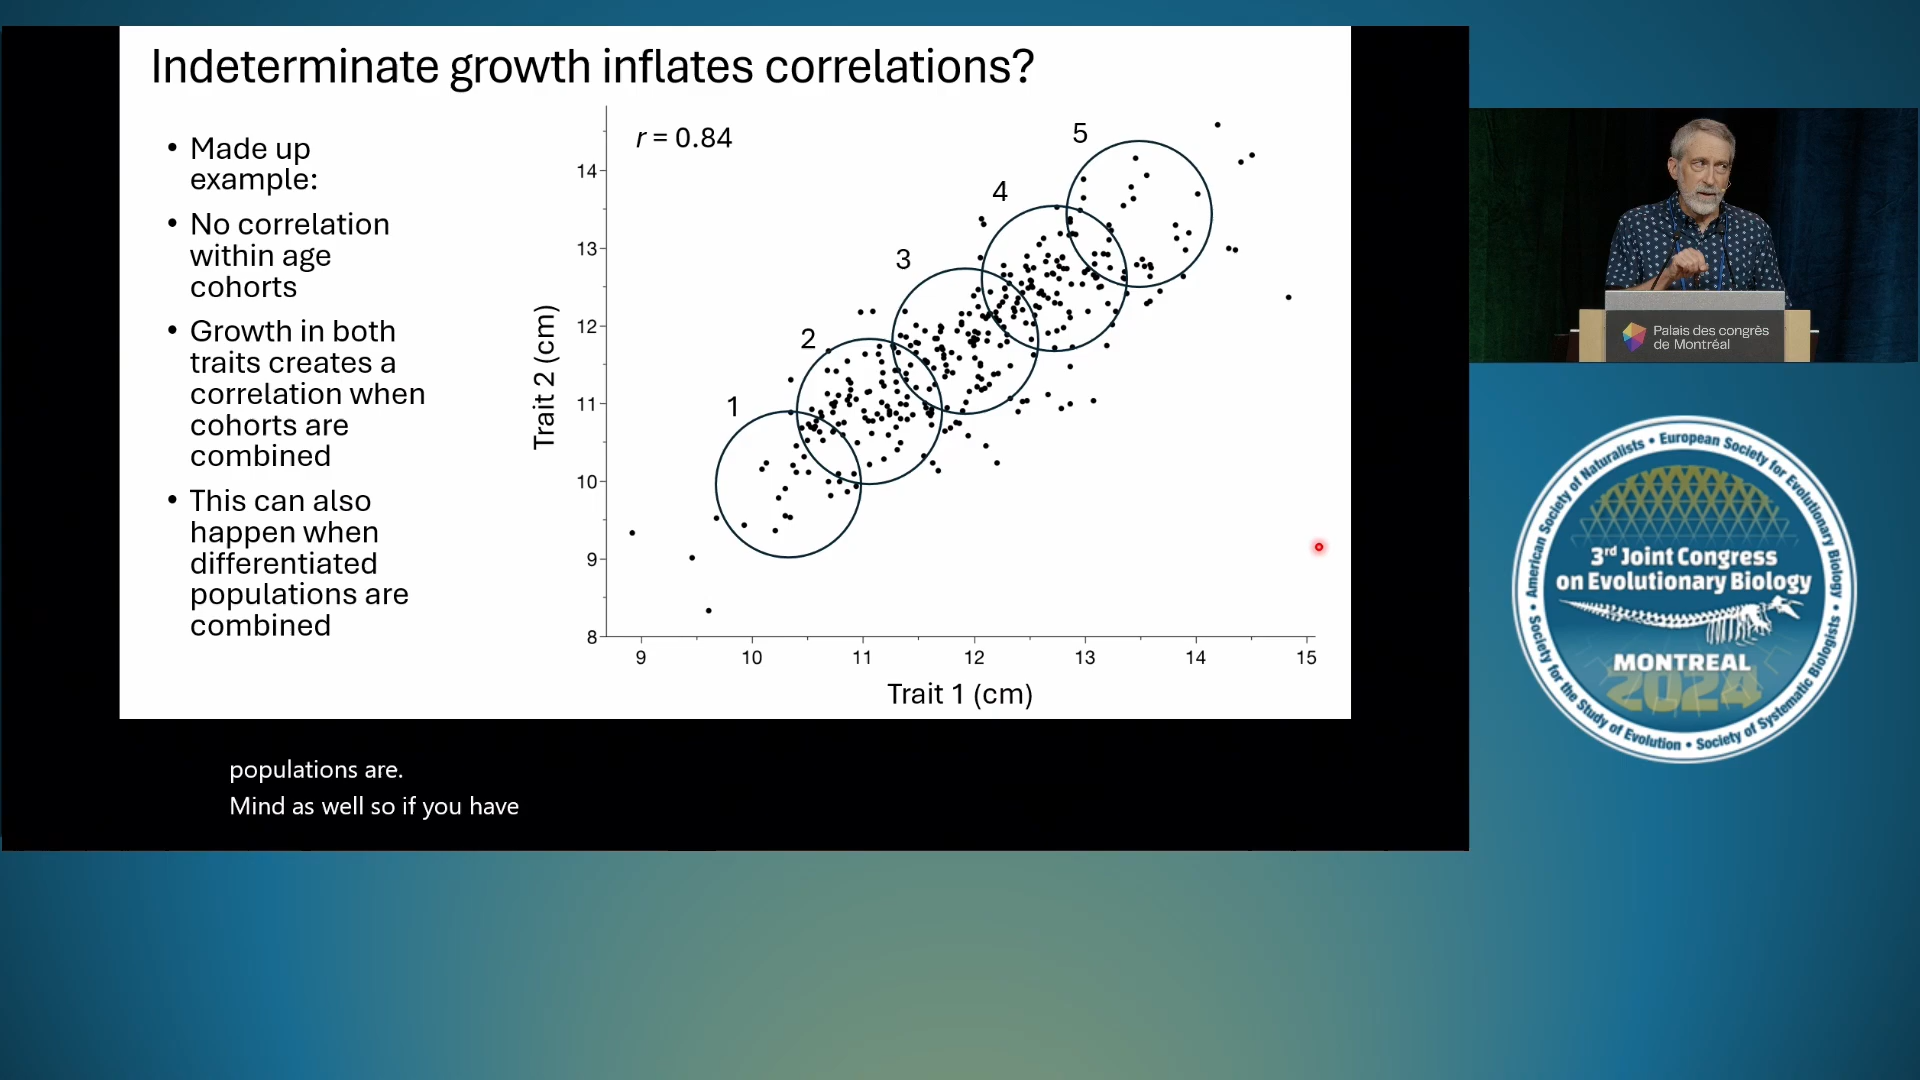 Indeterminate growth inflates correlations?
• Made up
example:
• No correlation
within age
cohorts
• Growth in both
traits creates a
correlation when
cohorts are
combined
• This can also
happen when
differentiated
populations are
combined
r = 0.84
1
2
3
4
5
14
13
12
11
10
9
8
Trait 2 (cm)
9
10
11
12
13
14
15
Trait 1 (cm)
populations are.
Mind as well so if you have
Palais des congrès
de Montréal
American Society of Naturalists • European Society for Evolutionary Biology •
Society for the Study of Evolution • Society of Systematic Biologists •
3rd Joint Congress
on Evolutionary Biology
MONTREAL
2024